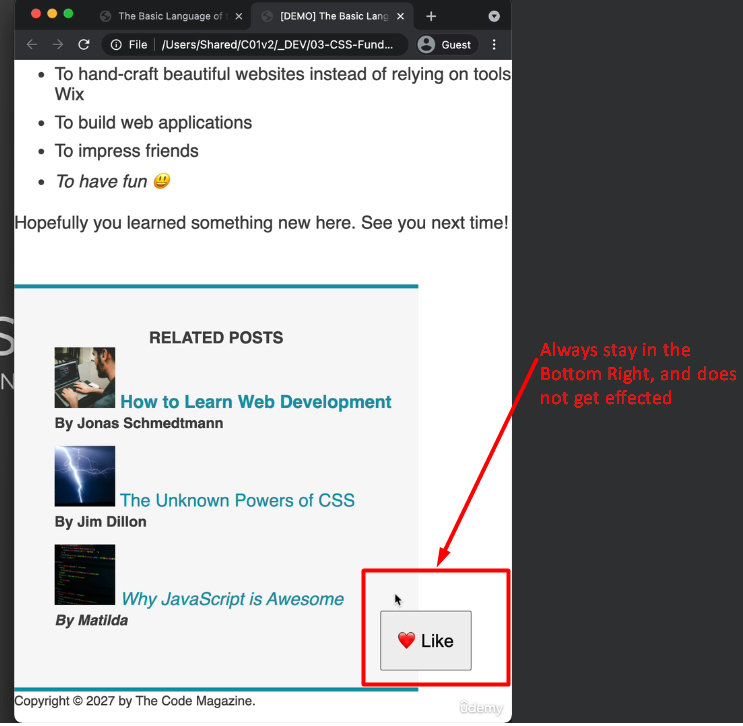 The Basic Language of
[DEMO] The Basic Lang
File /Users/Shared/C01v2/_DEV/03-CSS-Fund... Guest
To hand-craft beautiful websites instead of relying on tools
Wix
To build web applications
To impress friends
To have fun 😃
Hopefully you learned something new here. See you next time!
RELATED POSTS
How to Learn Web Development
By Jonas Schmedtmann
The Unknown Powers of CSS
By Jim Dillon
Why JavaScript is Awesome
By Matilda
❤️ Like
Copyright © 2027 by The Code Magazine.
ûdemy
Always stay in the
Bottom Right, and does
not get effected
S
N